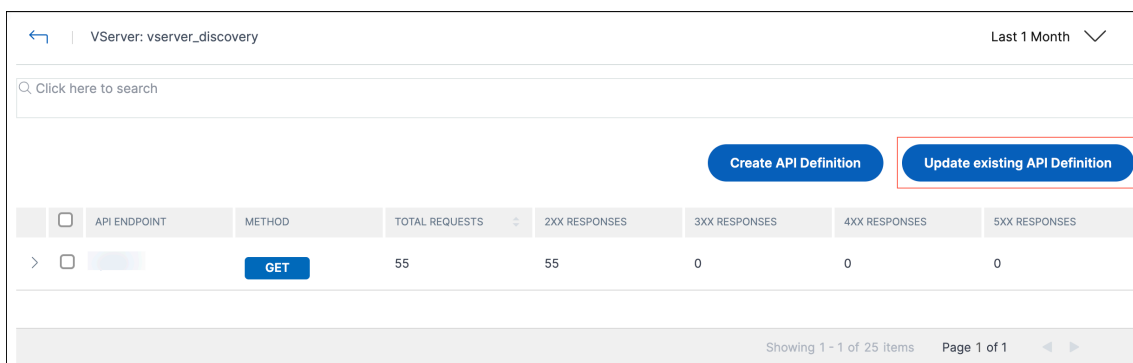 VServer: vserver_discovery Last 1 Month
Click here to search
Create API Definition Update existing API Definition
API ENDPOINT METHOD TOTAL REQUESTS 2XX RESPONSES 3XX RESPONSES 4XX RESPONSES 5XX RESPONSES
GET 55 55 0 0 0
Showing 1 - 1 of 25 items Page 1 of 1